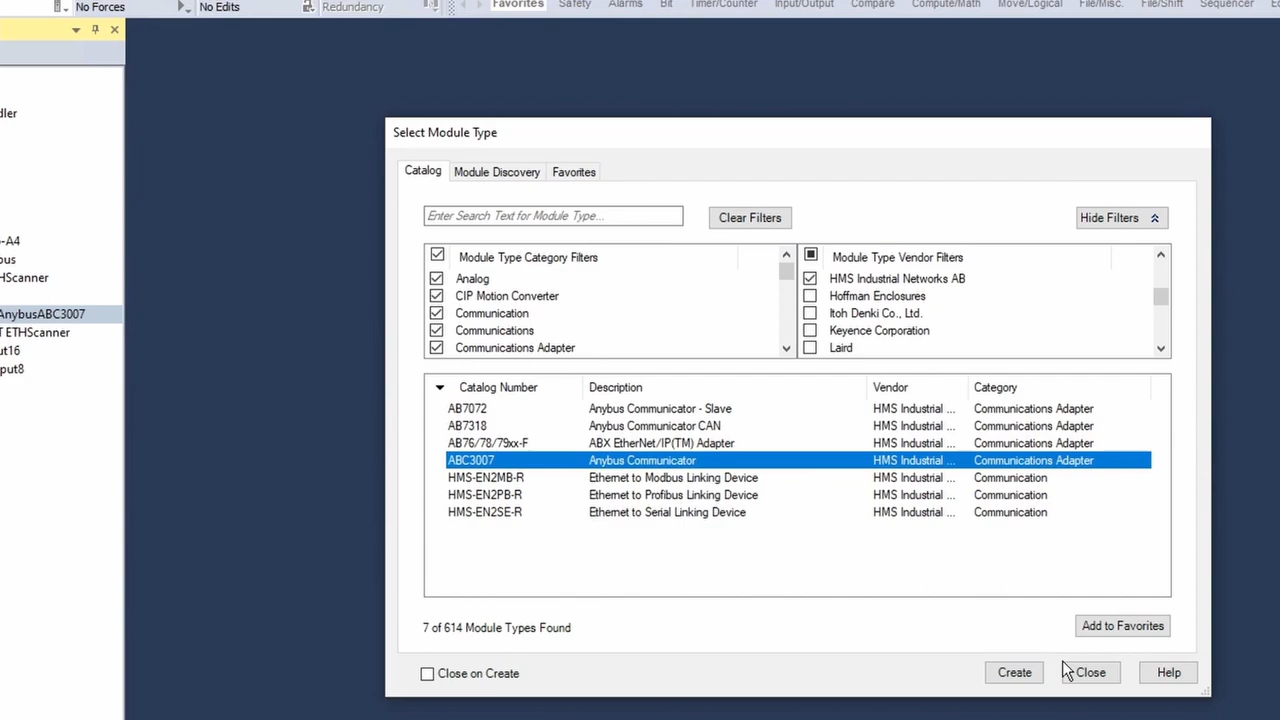 No Forces
No Edits
Redundancy
Favorites
Safety
Alarms
Bit
Timer/Counter
Input/Output
Compare
Compute/Math
Move/Logical
File/Misc.
File/Shift
Sequencer
dler
-A4
ous
HScanner
AnybusABC3007
T ETHScanner
ut16
put8
Select Module Type
Catalog
Module Discovery
Favorites
Enter Search Text for Module Type...
Clear Filters
Hide Filters
Module Type Category Filters
Analog
CIP Motion Converter
Communication
Communications
Communications Adapter
Module Type Vendor Filters
HMS Industrial Networks AB
Hoffman Enclosures
Itoh Denki Co., Ltd.
Keyence Corporation
Laird
Catalog Number Description Vendor Category
AB7072 Anybus Communicator - Slave HMS Industrial ... Communications Adapter
AB7318 Anybus Communicator CAN HMS Industrial ... Communications Adapter
AB76/78/79xx-F ABX EtherNet/IP(TM) Adapter HMS Industrial ... Communications Adapter
ABC3007 Anybus Communicator HMS Industrial ... Communications Adapter
HMS-EN2MB-R Ethernet to Modbus Linking Device HMS Industrial ... Communication
HMS-EN2PB-R Ethernet to Profibus Linking Device HMS Industrial ... Communication
HMS-EN2SE-R Ethernet to Serial Linking Device HMS Industrial ... Communication
7 of 614 Module Types Found
Add to Favorites
Close on Create
Create
Close
Help